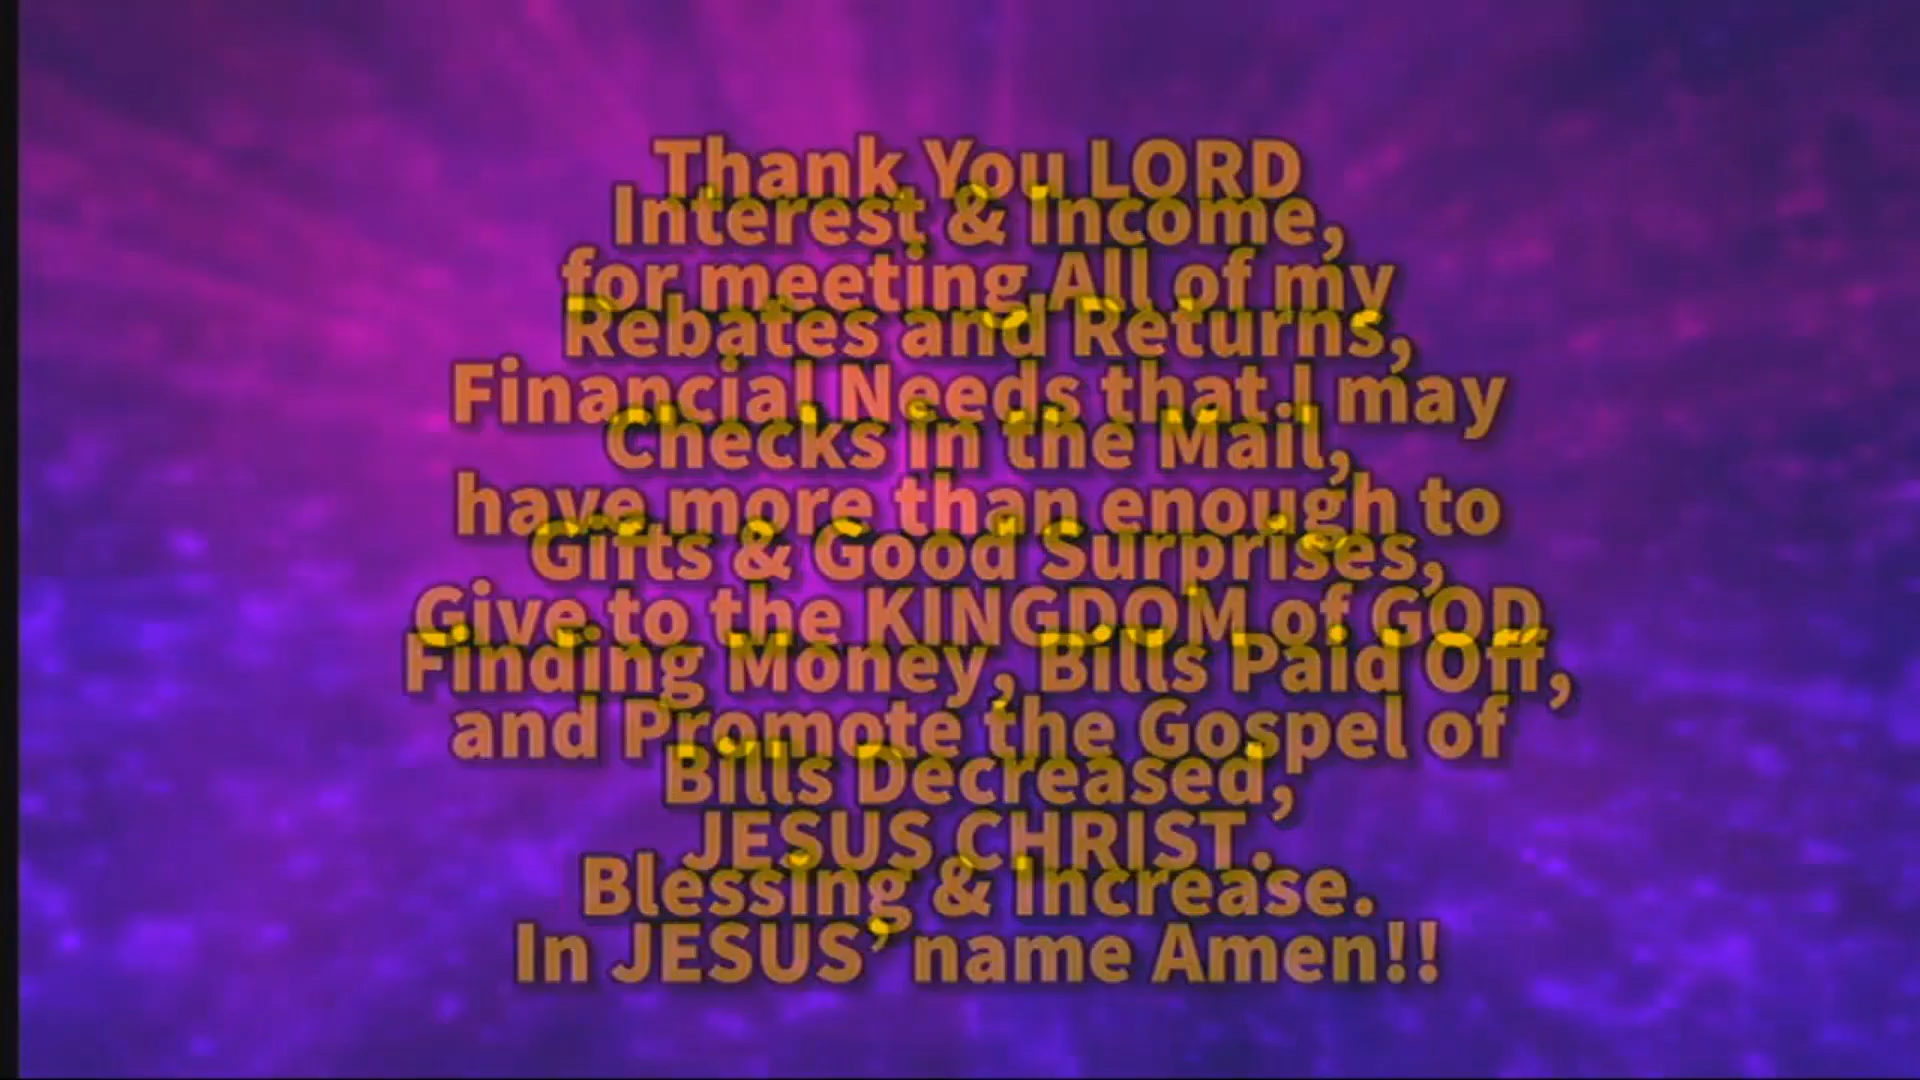 Thank You LORD
Interest & Income,
for meeting All of my
Rebates and Returns,
Financial Needs that I may
Checks in the Mail,
have more than enough to
Gifts & Good Surprises,
Give to the KINGDOM of GOD
Finding Money, Bills Paid Off,
and Promote the Gospel of
Bills Decreased,
JESUS CHRIST.
Blessing & Increase.
In JESUS’ name Amen!!